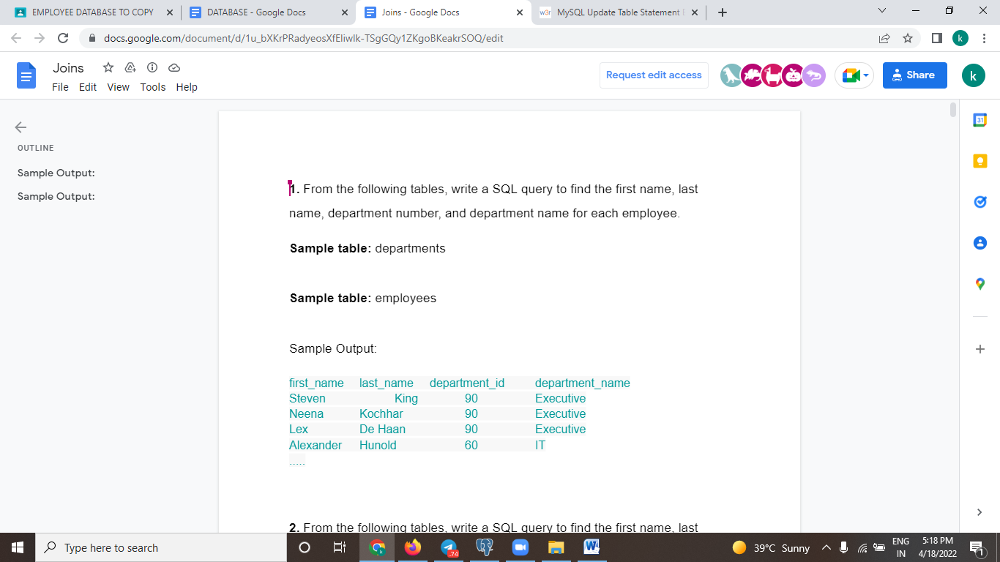 EMPLOYEE DATABASE TO COPY
DATABASE - Google Docs
Joins - Google Docs
w3r MySQL Update Table Statement E
docs.google.com/document/d/1u_bXKrPRadyeosXfEIiwlk-TSgGQy1ZKgoBKeakrSOQ/edit
k
Joins
File Edit View Tools Help
Request edit access
Share
k
OUTLINE
Sample Output:
Sample Output:
31
1. From the following tables, write a SQL query to find the first name, last
name, department number, and department name for each employee.
Sample table: departments
Sample table: employees
Sample Output:
first_name last_name department_id department_name
Steven King 90 Executive
Neena Kochhar 90 Executive
Lex De Haan 90 Executive
Alexander Hunold 60 IT
.....
2. From the following tables, write a SQL query to find the first name, last
Type here to search
74
W
39°C Sunny
ENG
IN
5:18 PM
4/18/2022
1